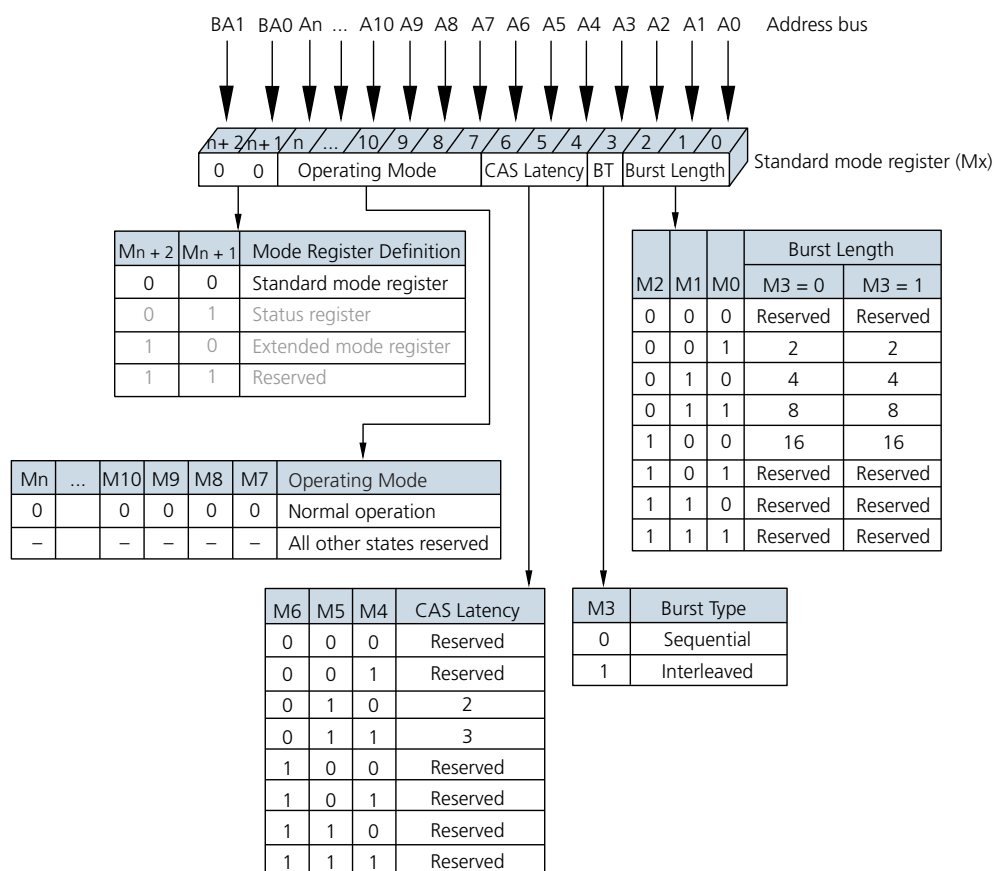 BA1 BA0 An ... A10 A9 A8 A7 A6 A5 A4 A3 A2 A1 A0 Address bus
n+ 2 n+ 1 n ... 10 9 8 7 6 5 4 3 2 1 0
Standard mode register (Mx)
0 0 Operating Mode CAS Latency BT Burst Length
Mn + 2 Mn + 1 Mode Register Definition
0 0 Standard mode register
0 1 Status register
1 0 Extended mode register
1 1 Reserved
Burst Length
M2 M1 M0 M3 = 0 M3 = 1
0 0 0 Reserved Reserved
0 0 1 2 2
0 1 0 4 4
0 1 1 8 8
1 0 0 16 16
1 0 1 Reserved Reserved
1 1 0 Reserved Reserved
1 1 1 Reserved Reserved
Mn ... M10 M9 M8 M7 Operating Mode
0 0 0 0 0 Normal operation
– – – – – All other states reserved
M6 M5 M4 CAS Latency
0 0 0 Reserved
0 0 1 Reserved
0 1 0 2
0 1 1 3
1 0 0 Reserved
1 0 1 Reserved
1 1 0 Reserved
1 1 1 Reserved
M3 Burst Type
0 Sequential
1 Interleaved